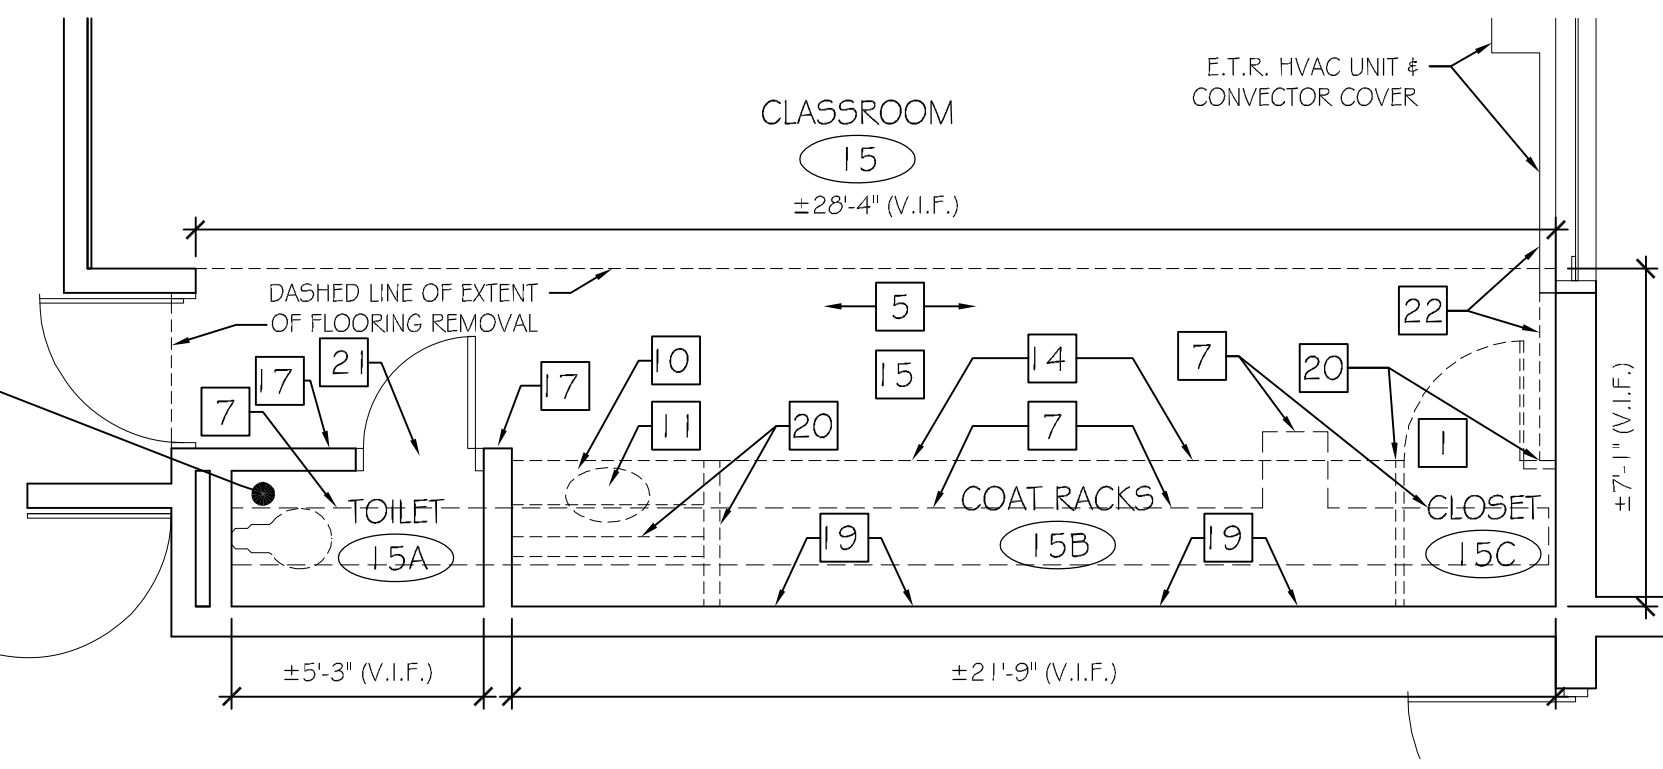 E.T.R. HVAC UNIT &
CONVECTOR COVER
CLASSROOM
15
±28'-4" (V.I.F.)
DASHED LINE OF EXTENT
OF FLOORING REMOVAL
5
22
15
10
14
7
20
21
17
7
17
11
20
7
1
±7'-1" (V.I.F.)
TOILET
15A
COAT RACKS
15B
CLOSET
15C
19
19
±5'-3" (V.I.F.)
±21'-9" (V.I.F.)